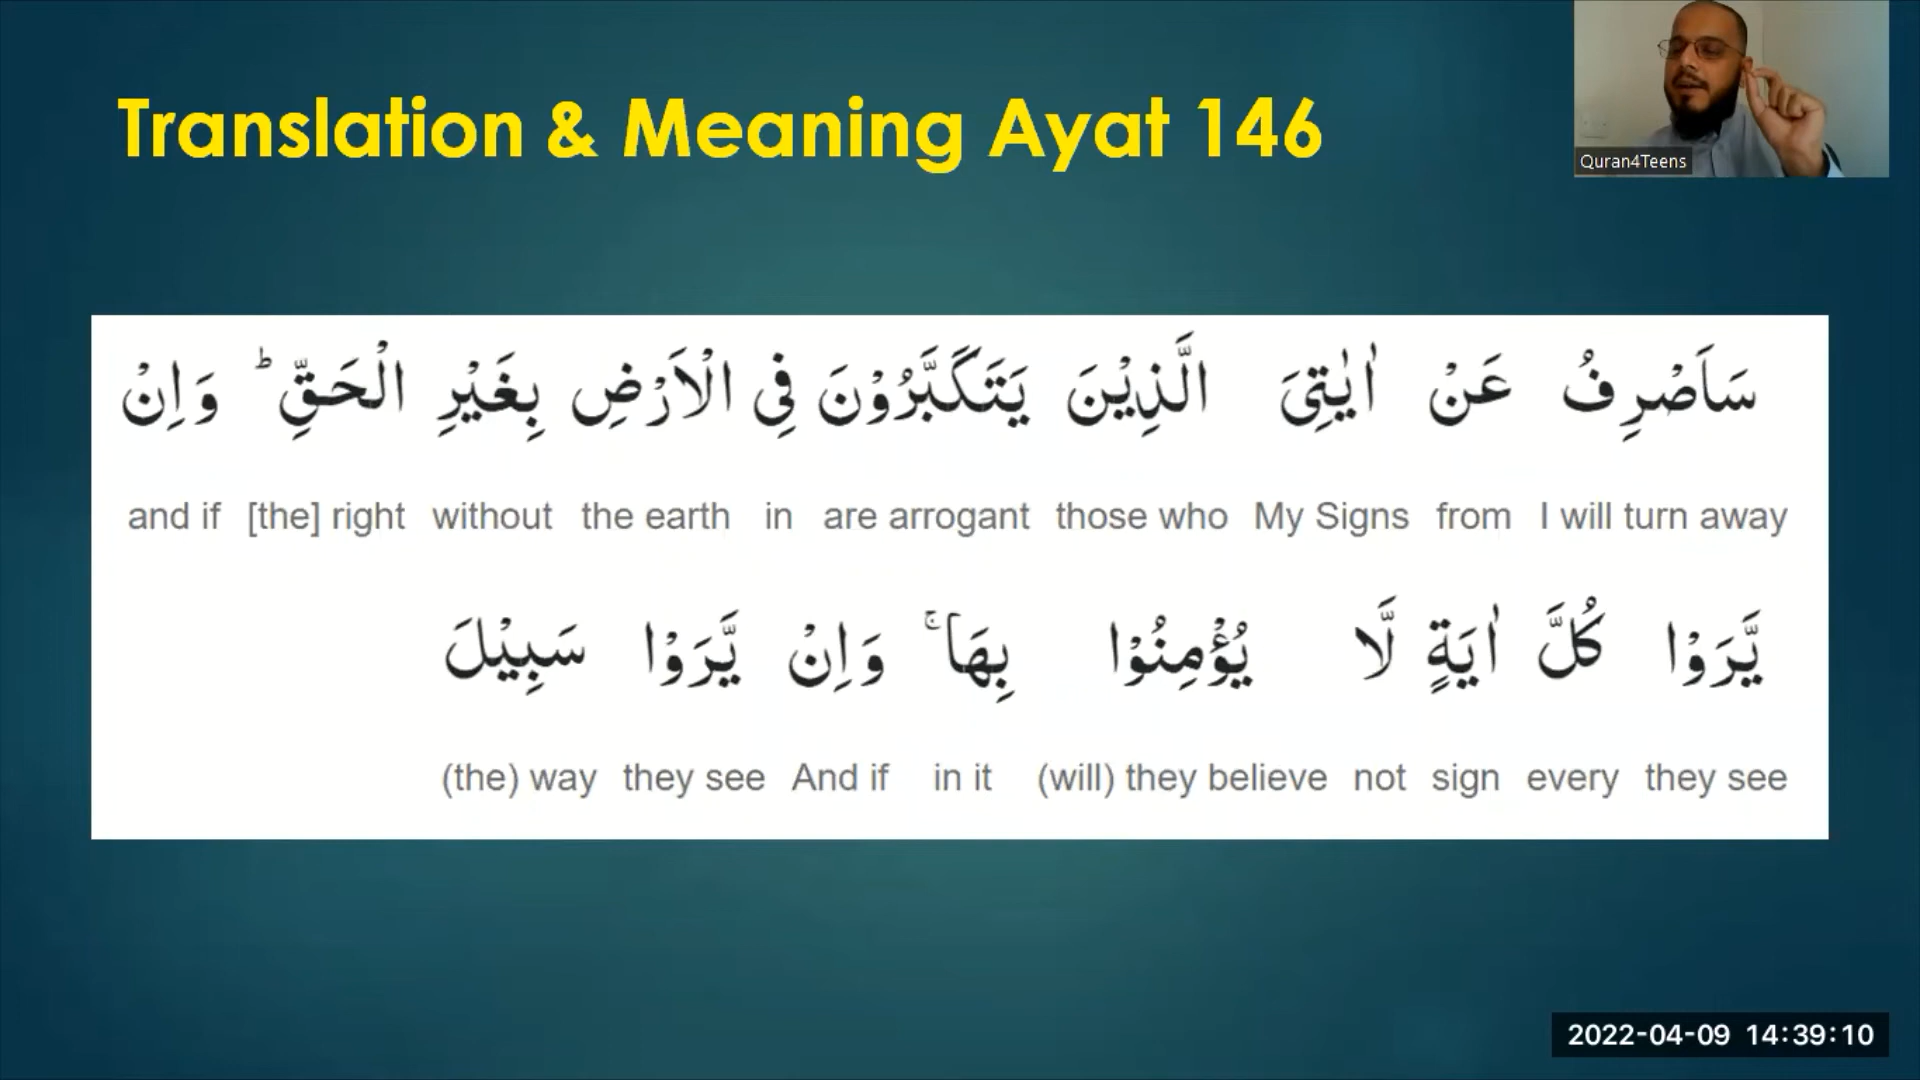 Translation & Meaning Ayat 146
Quran4Teens
سَاَصْرِفُ عَنْ اٰيٰتِىَ الَّذِيْنَ يَتَكَبَّرُوْنَ فِى الْاَرْضِ بِغَيْرِ الْحَقِّ ؕ وَاِنْ
and if [the] right without the earth in are arrogant those who My Signs from I will turn away
يَّرَوْا كُلَّ اٰيَةٍ لَّا يُؤْمِنُوْا بِهَا ۚ وَاِنْ يَّرَوْا سَبِيْلَ
(the) way they see And if in it (will) they believe not sign every they see
2022-04-09 14:39:10